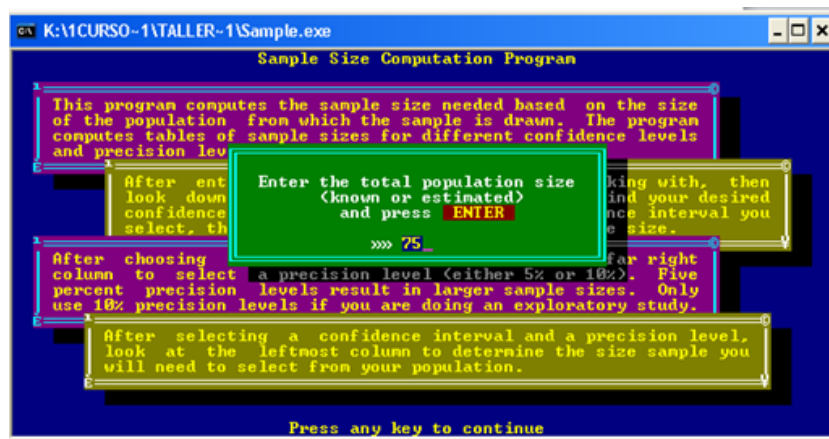 K:\1CURSO~1\TALLER~1\Sample.exe
Sample Size Computation Program
This program computes the sample size needed based on the size
of the population from which the sample is drawn. The program
computes tables of sample sizes for different confidence levels
and precision lev
After ent
king with, then
look down
ind your desired
confidence
nce interval you
select, th
e size.
Enter the total population size
(known or estimated)
and press ENTER
»»» 75_
After choosing
far right
column to select a precision level (either 5% or 10%). Five
percent precision levels result in larger sample sizes. Only
use 10% precision levels if you are doing an exploratory study.
After selecting a confidence interval and a precision level,
look at the leftmost column to determine the size sample you
will need to select from your population.
Press any key to continue